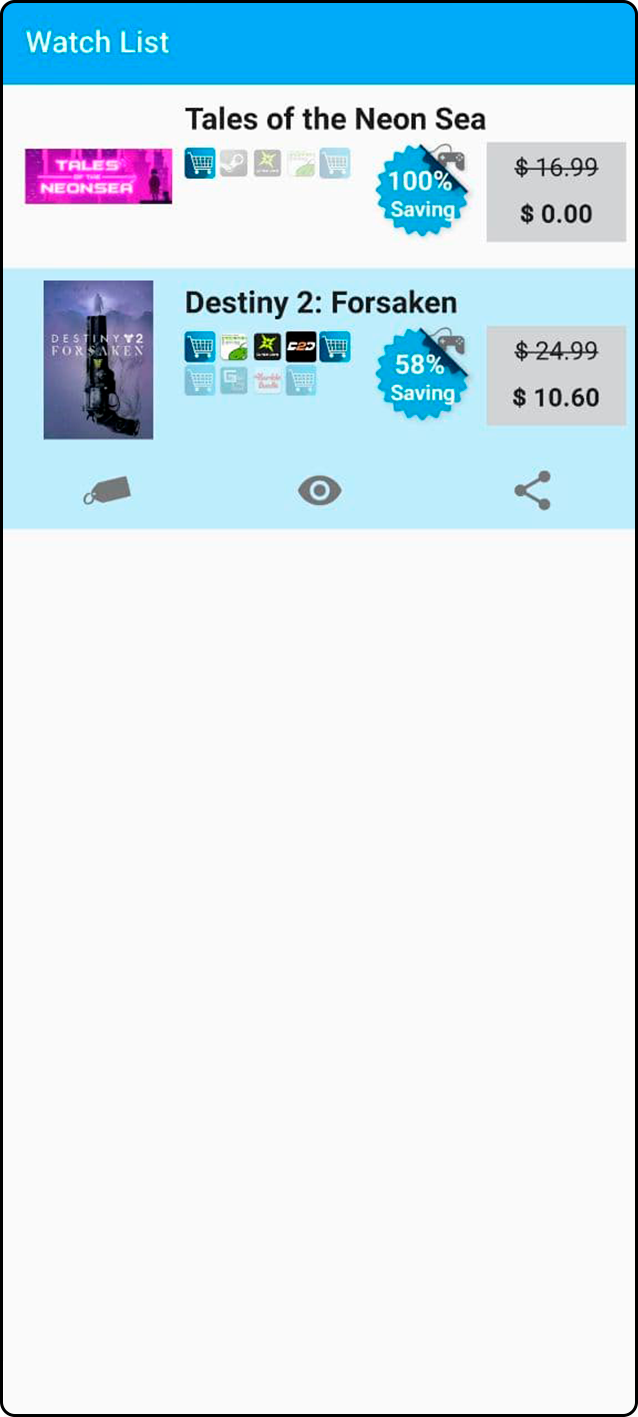 Watch List
Tales of the Neon Sea
TALES
OF THE
NEONSEA
100%
Saving
$ 16.99
$ 0.00
Destiny 2: Forsaken
DESTINY 2
FORSAKEN
58%
Saving
$ 24.99
$ 10.60